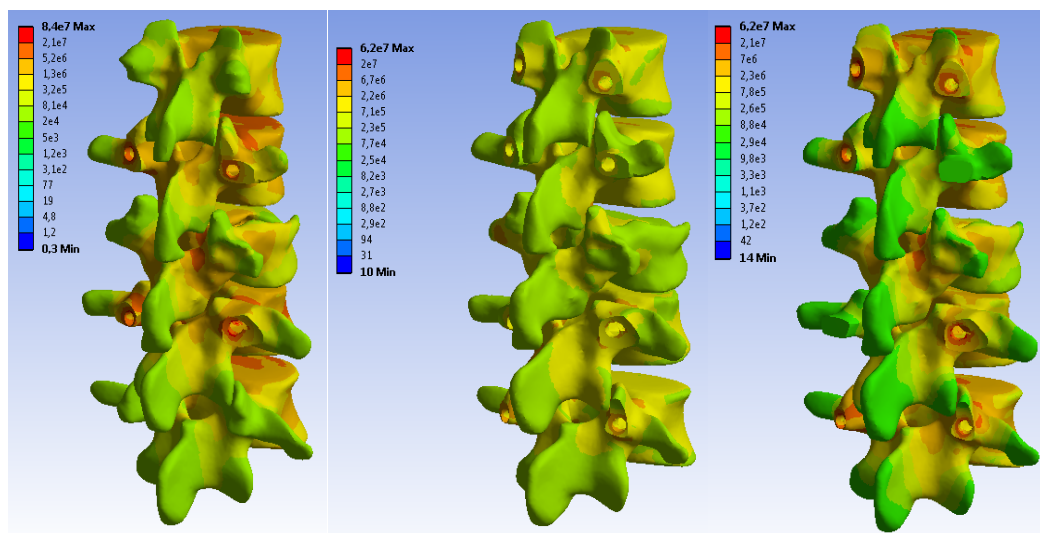 8,4e7 Max
2,1e7
5,2e6
1,3e6
3,2e5
8,1e4
2e4
5e3
1,2e3
3,1e2
77
19
4,8
1,2
0,3 Min
6,2e7 Max
2e7
6,7e6
2,2e6
7,1e5
2,3e5
7,7e4
2,5e4
8,2e3
2,7e3
8,8e2
2,9e2
94
31
10 Min
6,2e7 Max
2,1e7
7e6
2,3e6
7,8e5
2,6e5
8,8e4
2,9e4
9,8e3
3,3e3
1,1e3
3,7e2
1,2e2
42
14 Min